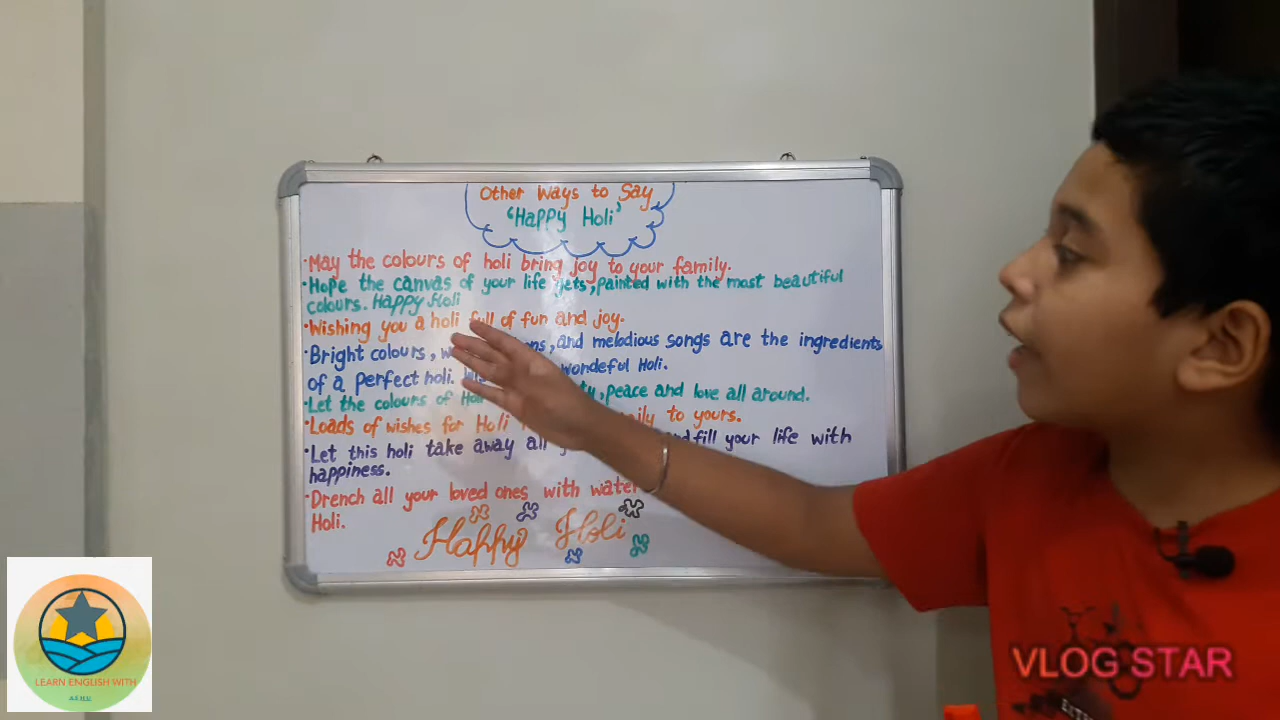 Other Ways to Say
'Happy Holi'
·May the colours of holi bring joy to your family.
·Hope the canvas of your life gets, painted with the most beautiful
colours. Happy Holi
·Wishing you a holi full of fun and joy.
·Bright colours, and melodious songs are the ingredients
of a perfect holi. wondeful Holi.
·Let the colours of Holi peace and love all around.
·Loads of wishes for Holi to yours.
·Let this holi take away all fill your life with
happiness.
·Drench all your loved ones with water
Holi.
Happy Holi
LEARN ENGLISH WITH
VLOG STAR